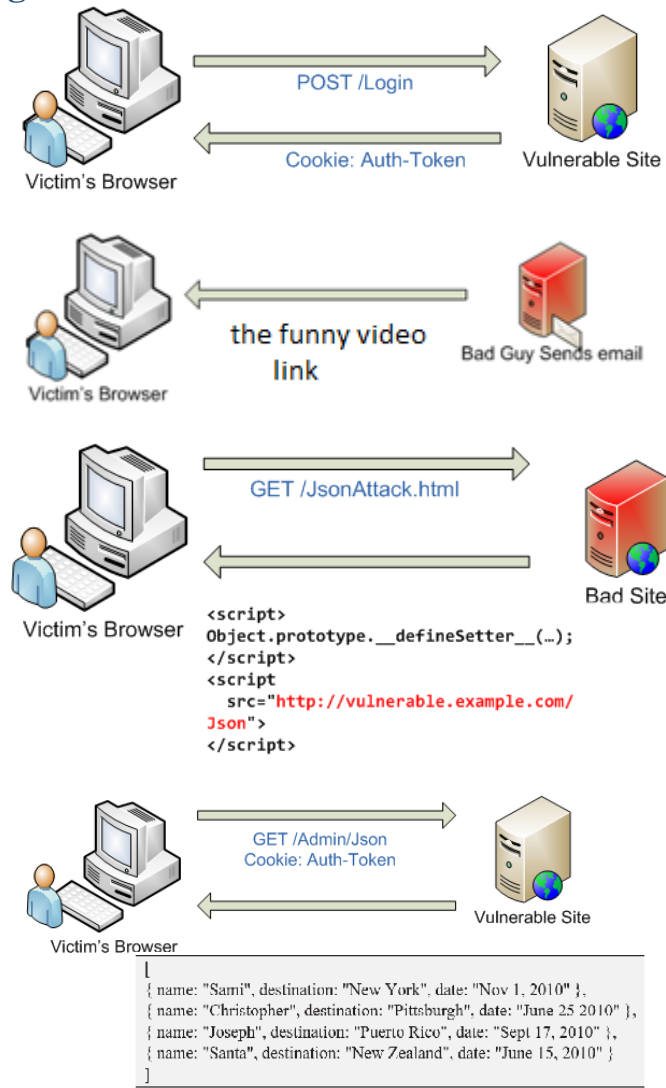 POST /Login
Cookie: Auth-Token
Victim's Browser
Vulnerable Site
the funny video
link
Bad Guy Sends email
Victim's Browser
GET /JsonAttack.html
Bad Site
Victim's Browser
<script>
Object.prototype.__defineSetter__(…);
</script>
<script
src="http://vulnerable.example.com/
Json">
</script>
GET /Admin/Json
Cookie: Auth-Token
Vulnerable Site
Victim's Browser
[
{ name: "Sami", destination: "New York", date: "Nov 1, 2010" },
{ name: "Christopher", destination: "Pittsburgh", date: "June 25 2010" },
{ name: "Joseph", destination: "Puerto Rico", date: "Sept 17, 2010" },
{ name: "Santa", destination: "New Zealand", date: "June 15, 2010" }
]